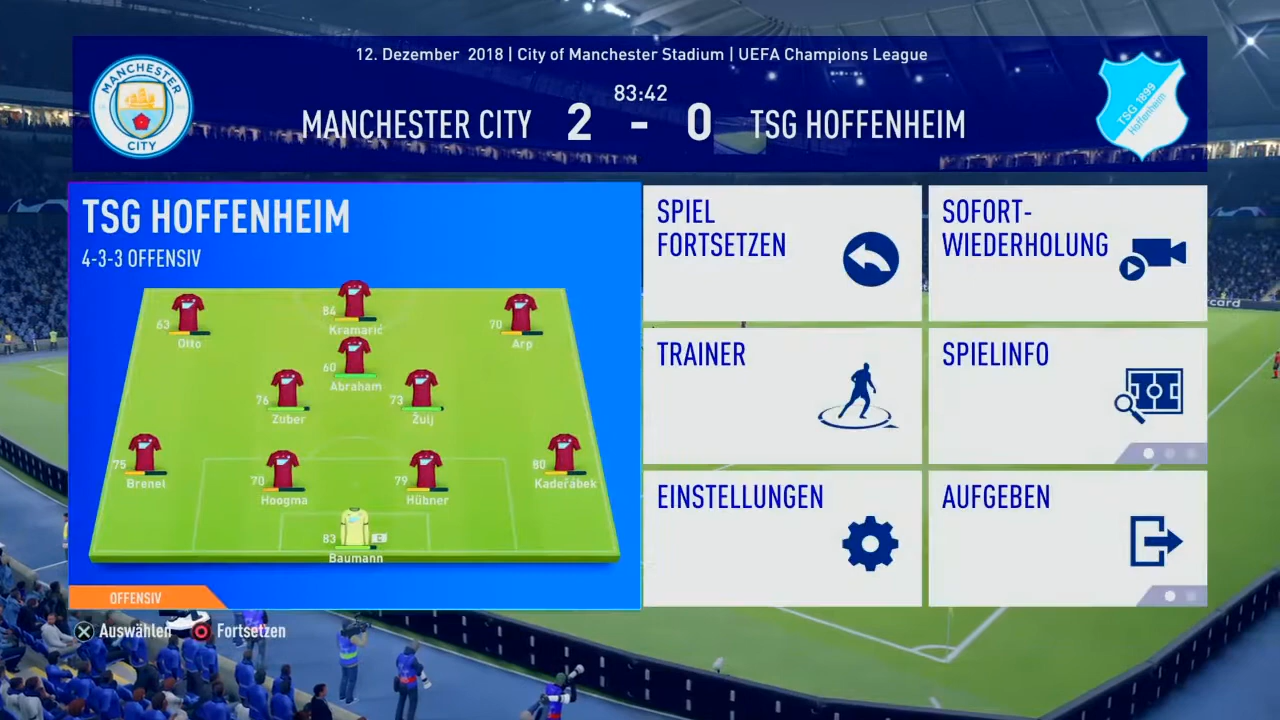 12. Dezember 2018 | City of Manchester Stadium | UEFA Champions League
83:42
MANCHESTER CITY 2 - 0 TSG HOFFENHEIM
MANCHESTER
CITY
TSG 1899
Hoffenheim
TSG HOFFENHEIM
4-3-3 OFFENSIV
63
Otto
84
Kramarić
70
Arp
60
Abraham
76
Zuber
73
Žulj
75
Brenet
70
Hoogma
79
Hübner
80
Kadeřábek
83
C
Baumann
OFFENSIV
SPIEL
FORTSETZEN
SOFORT-
WIEDERHOLUNG
TRAINER
SPIELINFO
EINSTELLUNGEN
AUFGEBEN
Auswählen
Fortsetzen